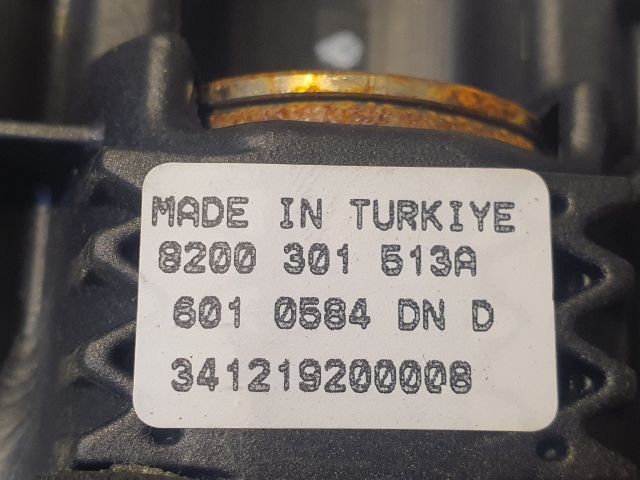 MADE IN TURKIYE
8200 301 513A
601 0584 DN D
341219200008